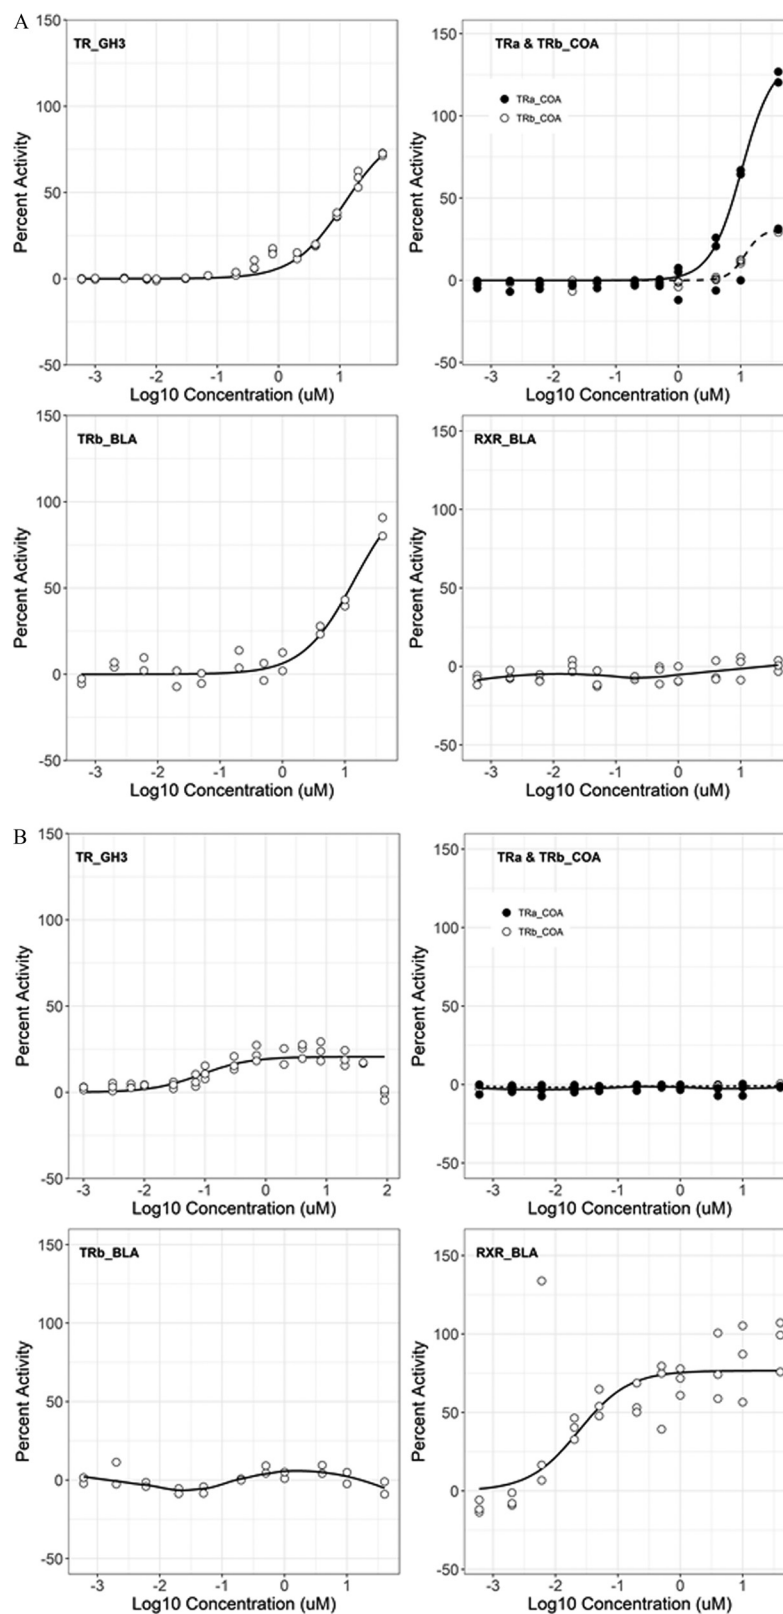 A
TR_GH3
Percent Activity
150
100
50
0
-50
-3 -2 -1 0 1
Log10 Concentration (uM)
TRa & TRb_COA
TRa_COA
TRb_COA
Percent Activity
150
100
50
0
-50
-3 -2 -1 0 1
Log10 Concentration (uM)
TRb_BLA
Percent Activity
150
100
50
0
-50
-3 -2 -1 0 1
Log10 Concentration (uM)
RXR_BLA
Percent Activity
150
100
50
0
-50
-3 -2 -1 0 1
Log10 Concentration (uM)
B
TR_GH3
Percent Activity
150
100
50
0
-50
-3 -2 -1 0 1 2
Log10 Concentration (uM)
TRa & TRb_COA
TRa_COA
TRb_COA
Percent Activity
150
100
50
0
-50
-3 -2 -1 0 1
Log10 Concentration (uM)
TRb_BLA
Percent Activity
150
100
50
0
-50
-3 -2 -1 0 1
Log10 Concentration (uM)
RXR_BLA
Percent Activity
150
100
50
0
-50
-3 -2 -1 0 1
Log10 Concentration (uM)